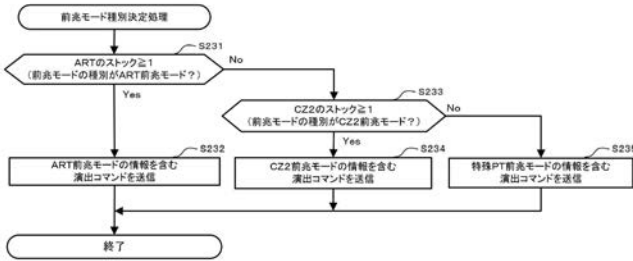 前兆モード種別決定処理
S231
ARTのストック≧1
(前兆モードの種別がART前兆モード?)
No
Yes
S233
CZ2のストック≧1
(前兆モードの種別がCZ2前兆モード?)
No
Yes
S232
ART前兆モードの情報を含む
演出コマンドを送信
S234
CZ2前兆モードの情報を含む
演出コマンドを送信
S235
特殊PT前兆モードの情報を含む
演出コマンドを送信
終了